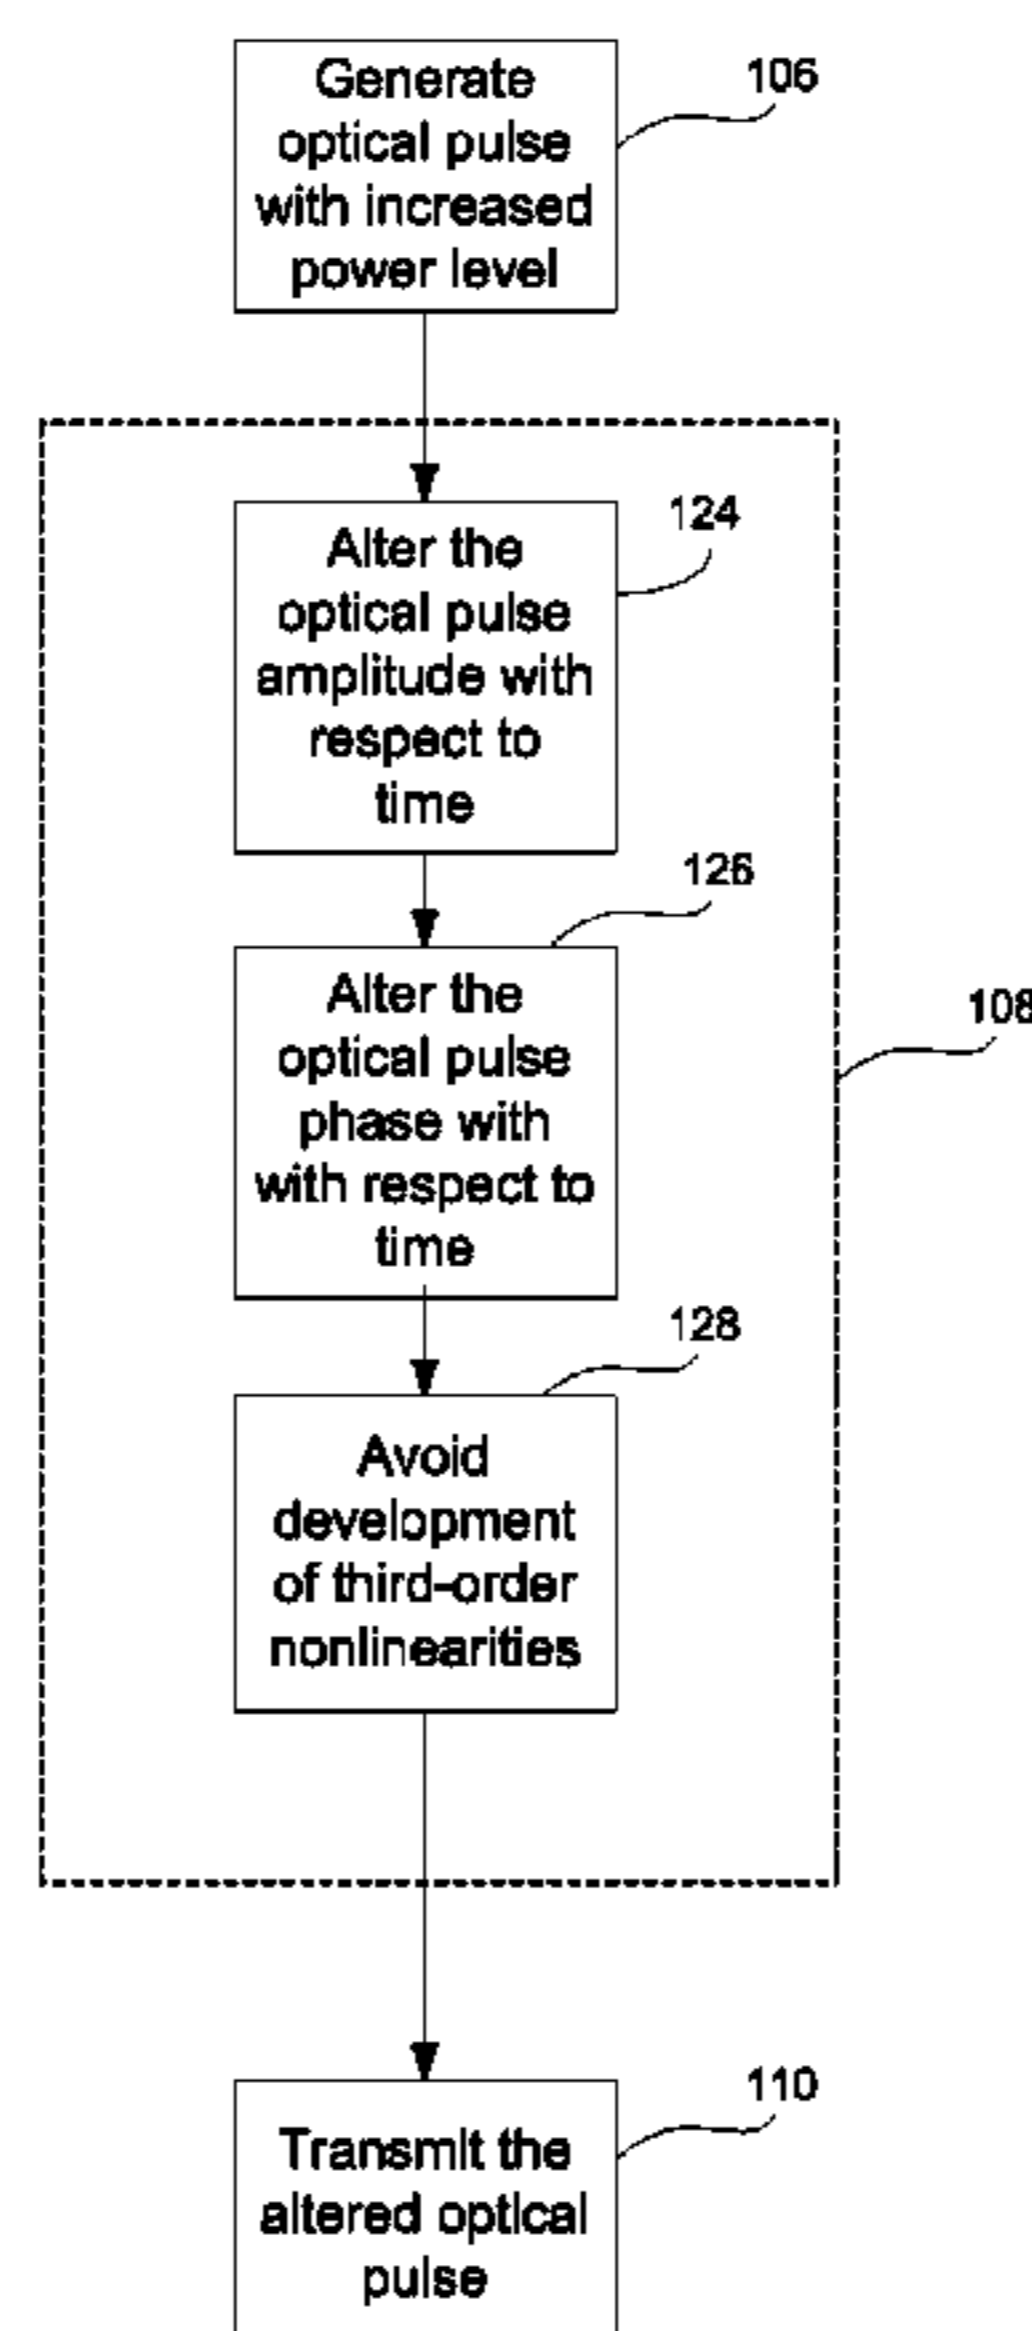 Generate
optical pulse
with increased
power level
106
Alter the
optical pulse
amplitude with
respect to
time
124
Alter the
optical pulse
phase with
with respect to
time
126
108
Avoid
development
of third-order
nonlinearities
128
Transmit the
altered optical
pulse
110